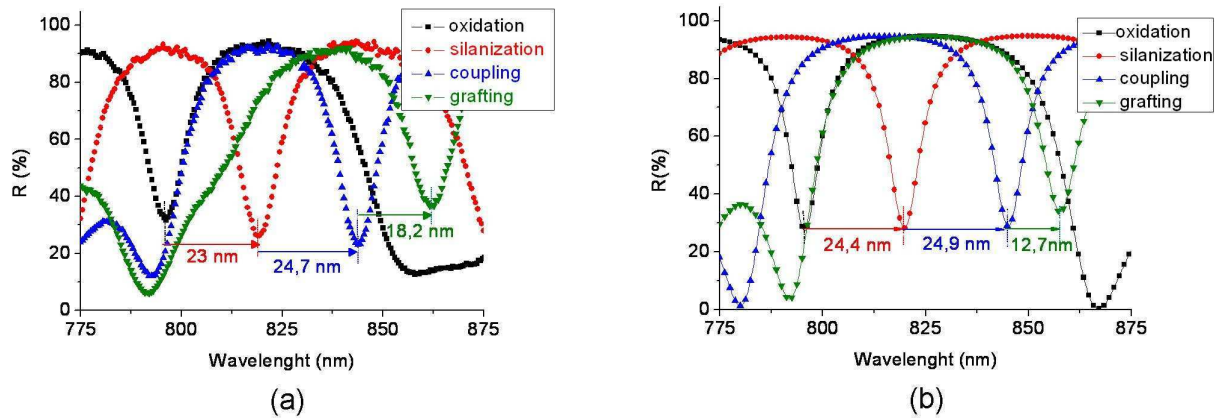 100
80
60
40
20
0
R (%)
775
800
825
850
875
Wavelenght (nm)
oxidation
silanization
coupling
grafting
23 nm
24,7 nm
18,2 nm
(a)
100
80
60
40
20
0
R(%)
775
800
825
850
875
Wavelenght (nm)
oxidation
silanization
coupling
grafting
24,4 nm
24,9 nm
12,7nm
(b)